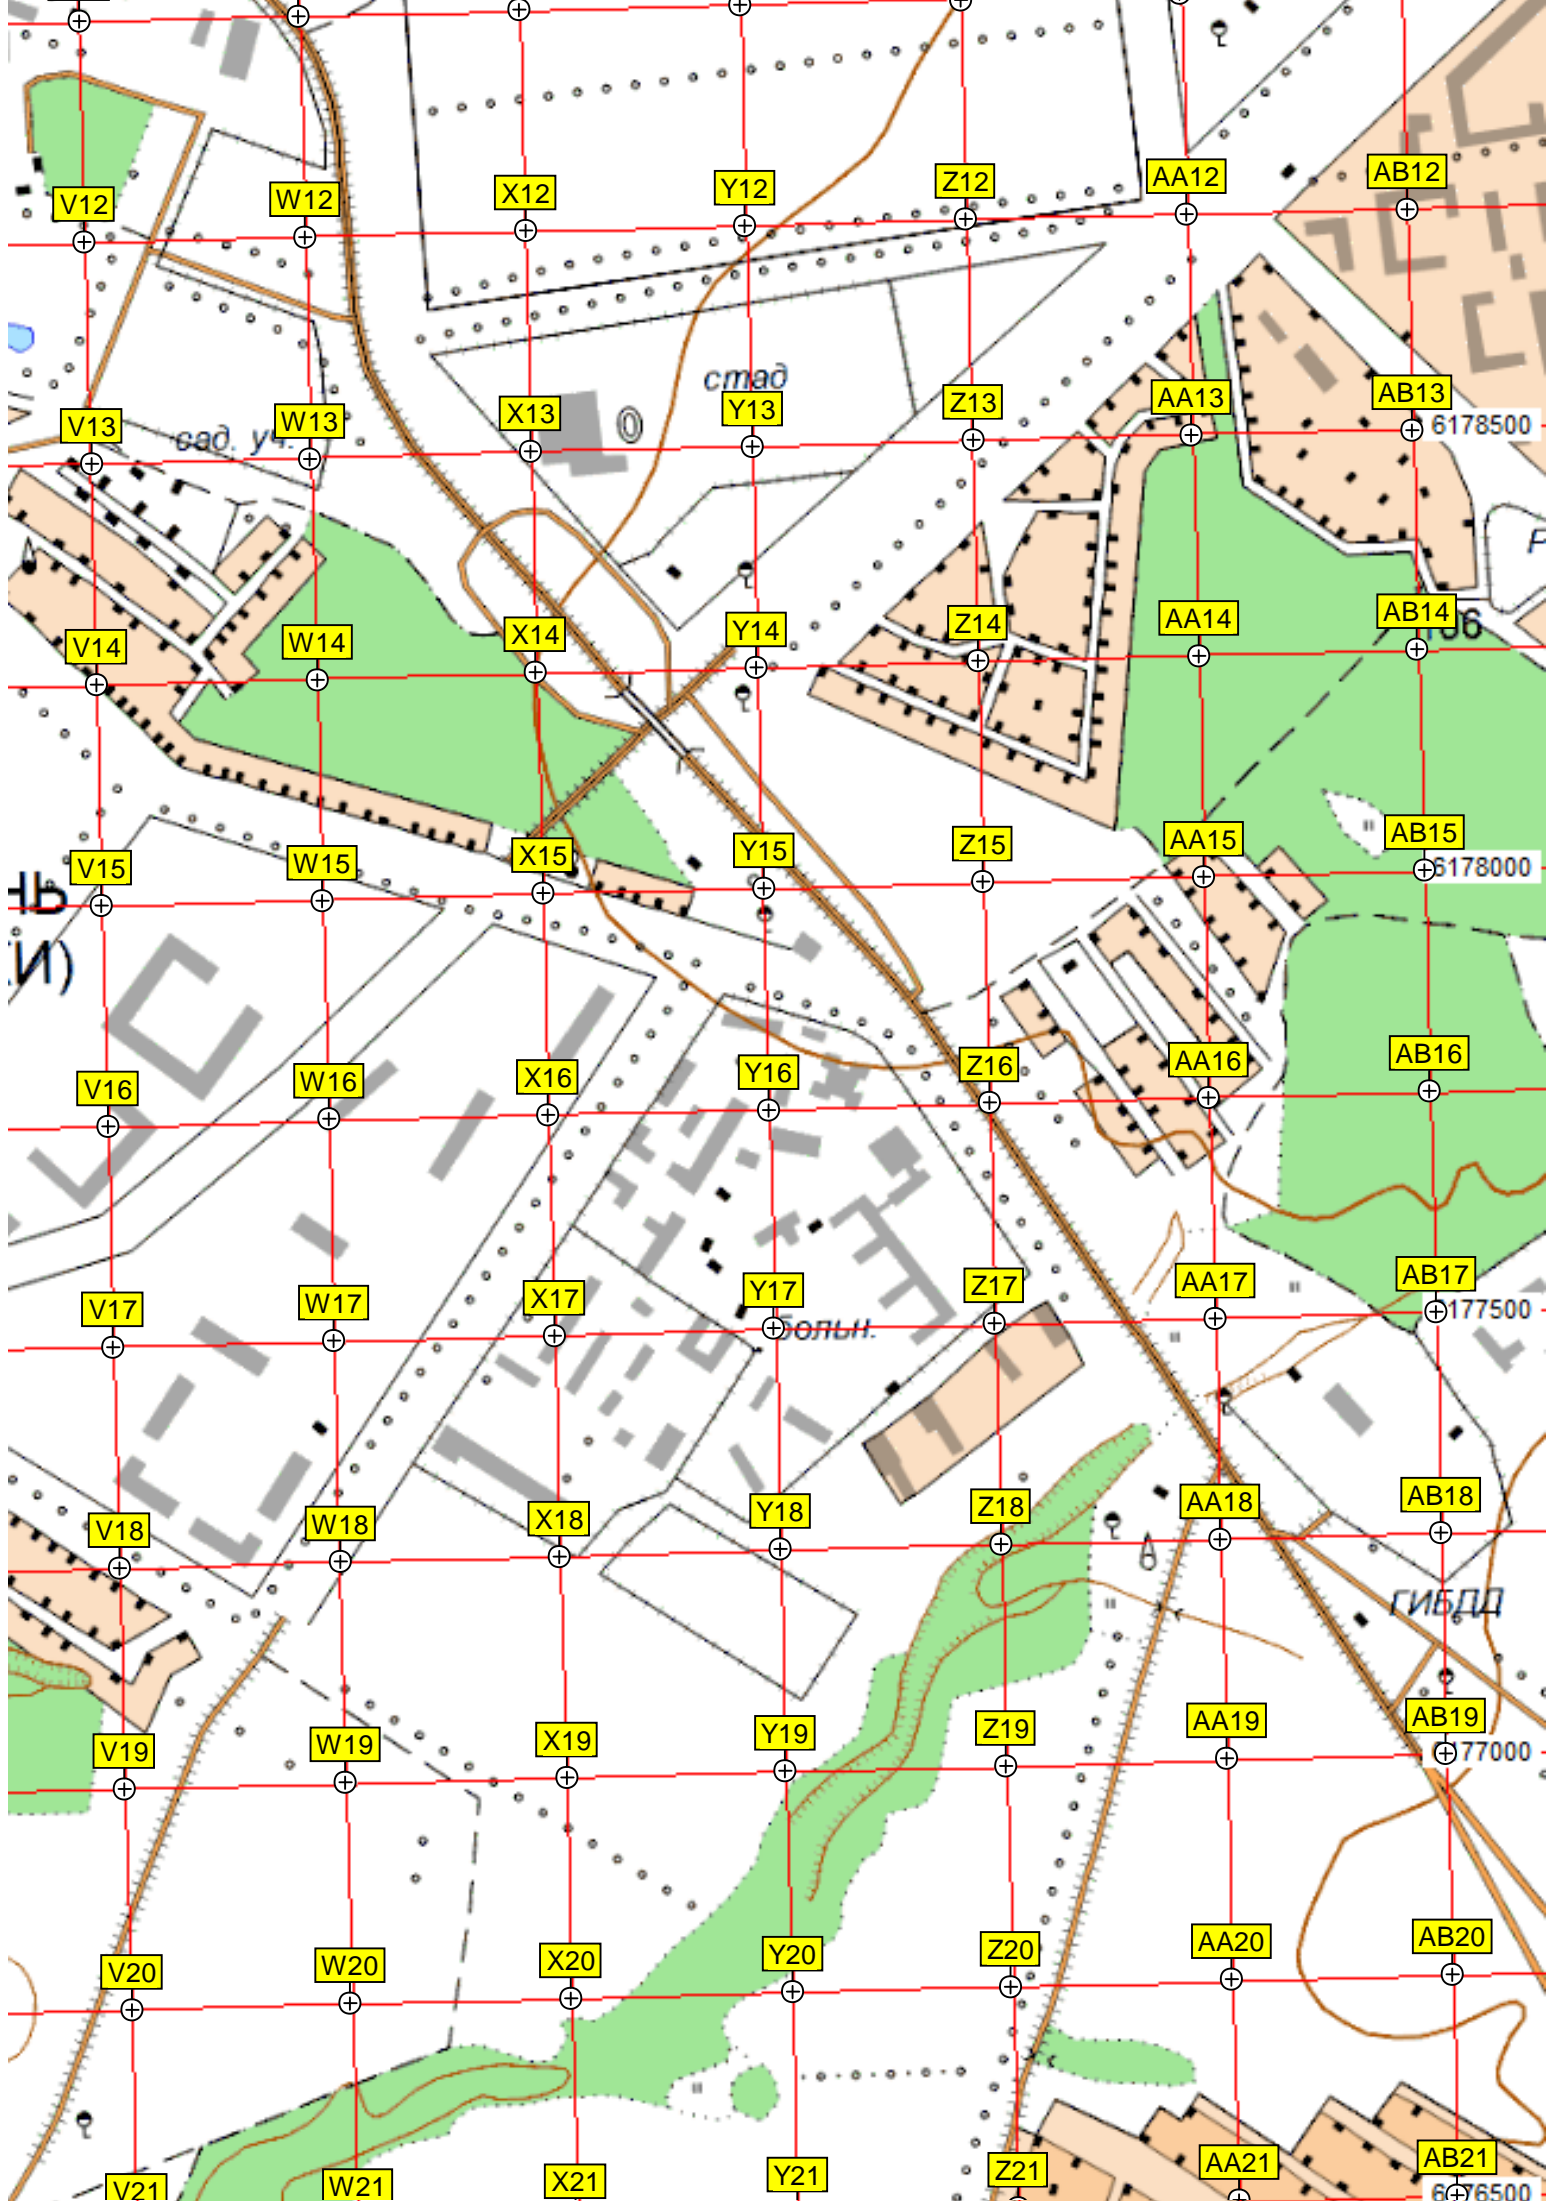 V12 W12 X12 Y12 Z12 AA12 AB12
стад
V13 W13 X13 Y13 Z13 AA13 AB13
6178500
сад. уч.
V14 W14 X14 Y14 Z14 AA14 AB14
V15 W15 X15 Y15 Z15 AA15 AB15
6178000
НЬ
И)
V16 W16 X16 Y16 Z16 AA16 AB16
V17 W17 X17 Y17 Z17 AA17 AB17
177500
больн.
V18 W18 X18 Y18 Z18 AA18 AB18
ГИБДД
V19 W19 X19 Y19 Z19 AA19 AB19
77000
V20 W20 X20 Y20 Z20 AA20 AB20
V21 W21 X21 Y21 Z21 AA21 AB21